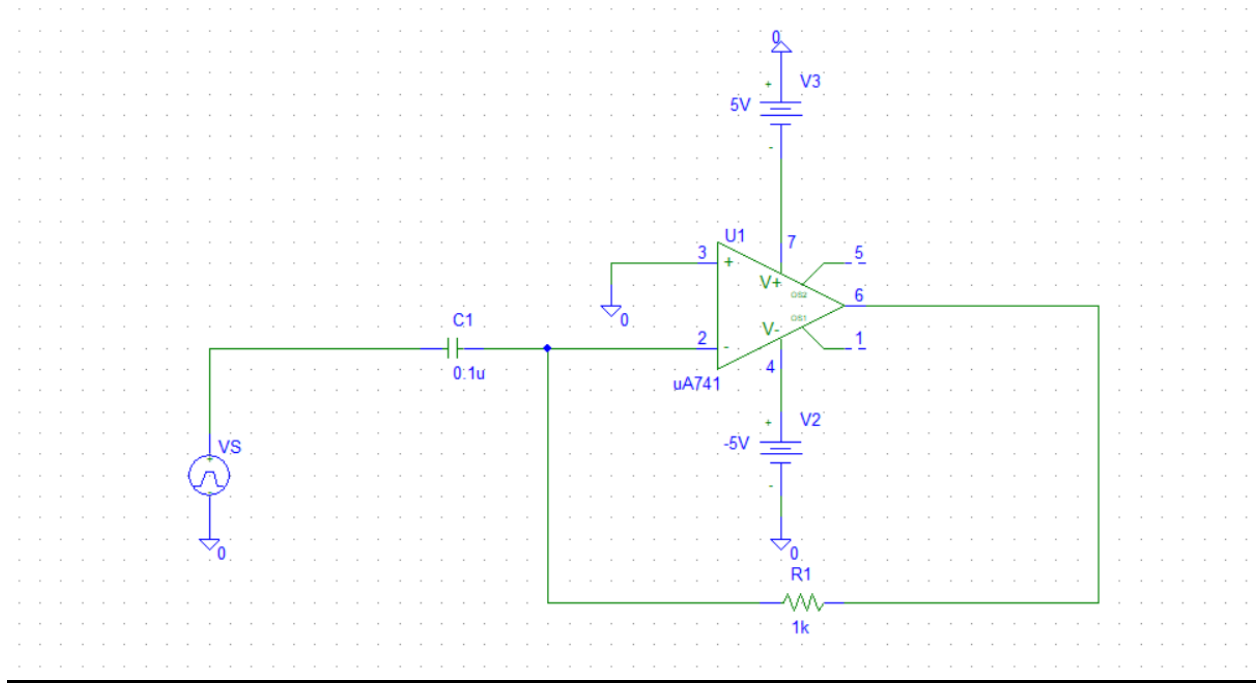 0
+ V3
5V
-
U1
7
3
+
5
V+
OS2
6
0
C1
OS1
V-
2
-
1
0.1u
4
uA741
+ V2
-5V
VS
+
-
0
0
R1
1k